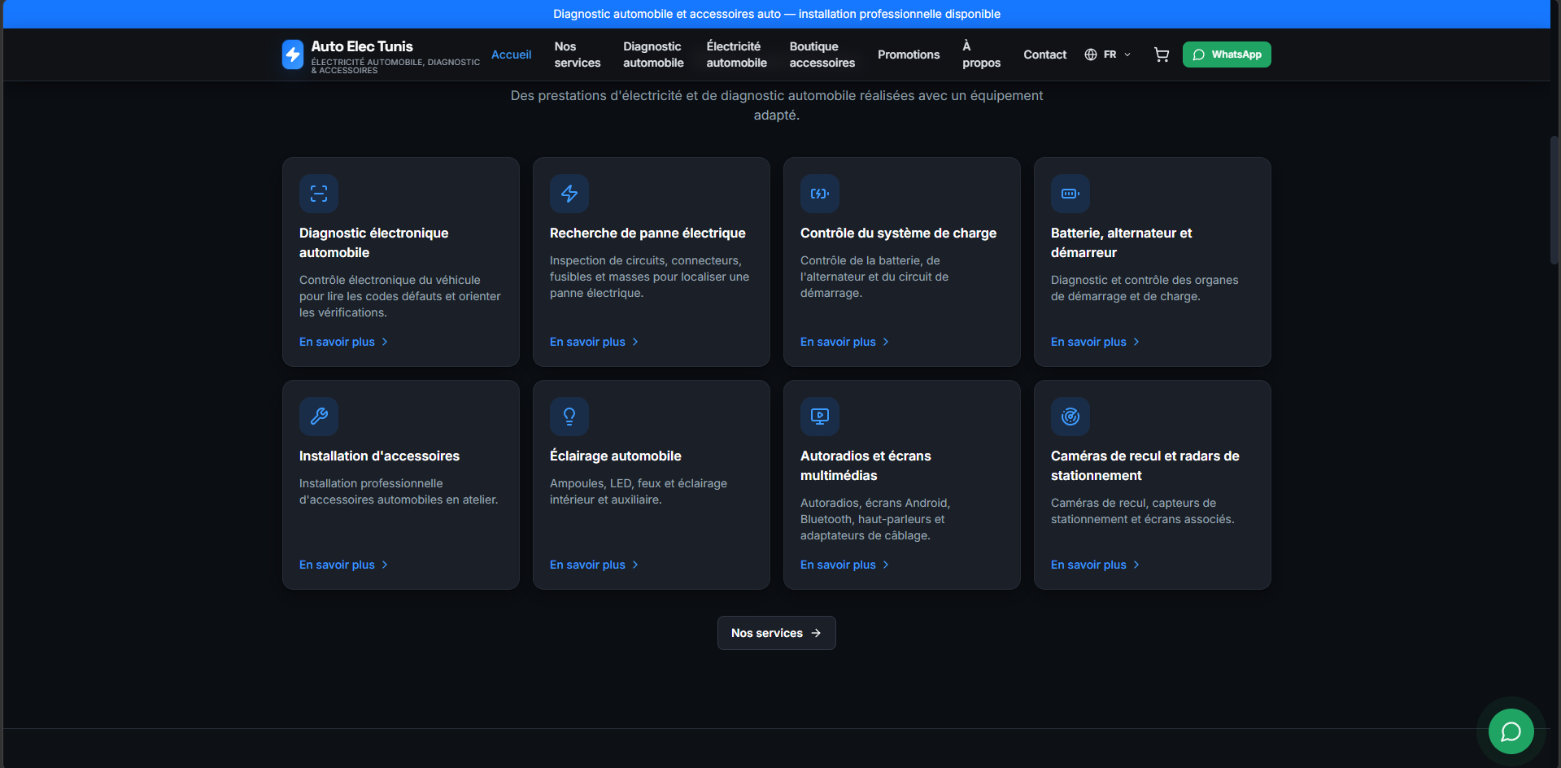 Diagnostic automobile et accessoires auto — installation professionnelle disponible
Auto Elec Tunis
ÉLECTRICITÉ AUTOMOBILE, DIAGNOSTIC
& ACCESSOIRES
Accueil
Nos
services
Diagnostic
automobile
Électricité
automobile
Boutique
accessoires
Promotions
À
propos
Contact
FR
WhatsApp
Des prestations d'électricité et de diagnostic automobile réalisées avec un équipement
adapté.
Diagnostic électronique
automobile
Contrôle électronique du véhicule
pour lire les codes défauts et orienter
les vérifications.
En savoir plus
Recherche de panne électrique
Inspection de circuits, connecteurs,
fusibles et masses pour localiser une
panne électrique.
En savoir plus
Contrôle du système de charge
Contrôle de la batterie, de
l'alternateur et du circuit de
démarrage.
En savoir plus
Batterie, alternateur et
démarreur
Diagnostic et contrôle des organes
de démarrage et de charge.
En savoir plus
Installation d'accessoires
Installation professionnelle
d'accessoires automobiles en atelier.
En savoir plus
Éclairage automobile
Ampoules, LED, feux et éclairage
intérieur et auxiliaire.
En savoir plus
Autoradios et écrans
multimédias
Autoradios, écrans Android,
Bluetooth, haut-parleurs et
adaptateurs de câblage.
En savoir plus
Caméras de recul et radars de
stationnement
Caméras de recul, capteurs de
stationnement et écrans associés.
En savoir plus
Nos services